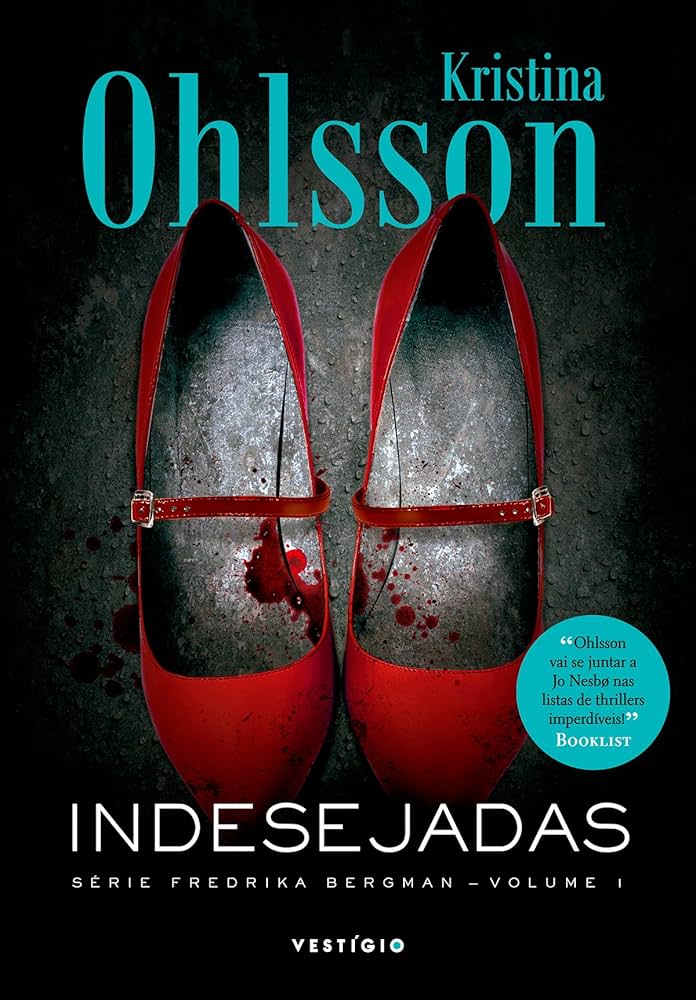 Kristina
Ohlsson
“Ohlsson
vai se juntar a
Jo Nesbø nas
listas de thrillers
imperdíveis!”
BOOKLIST
INDESEJADAS
SÉRIE FREDRIKA BERGMAN – VOLUME 1
VESTÍGIO